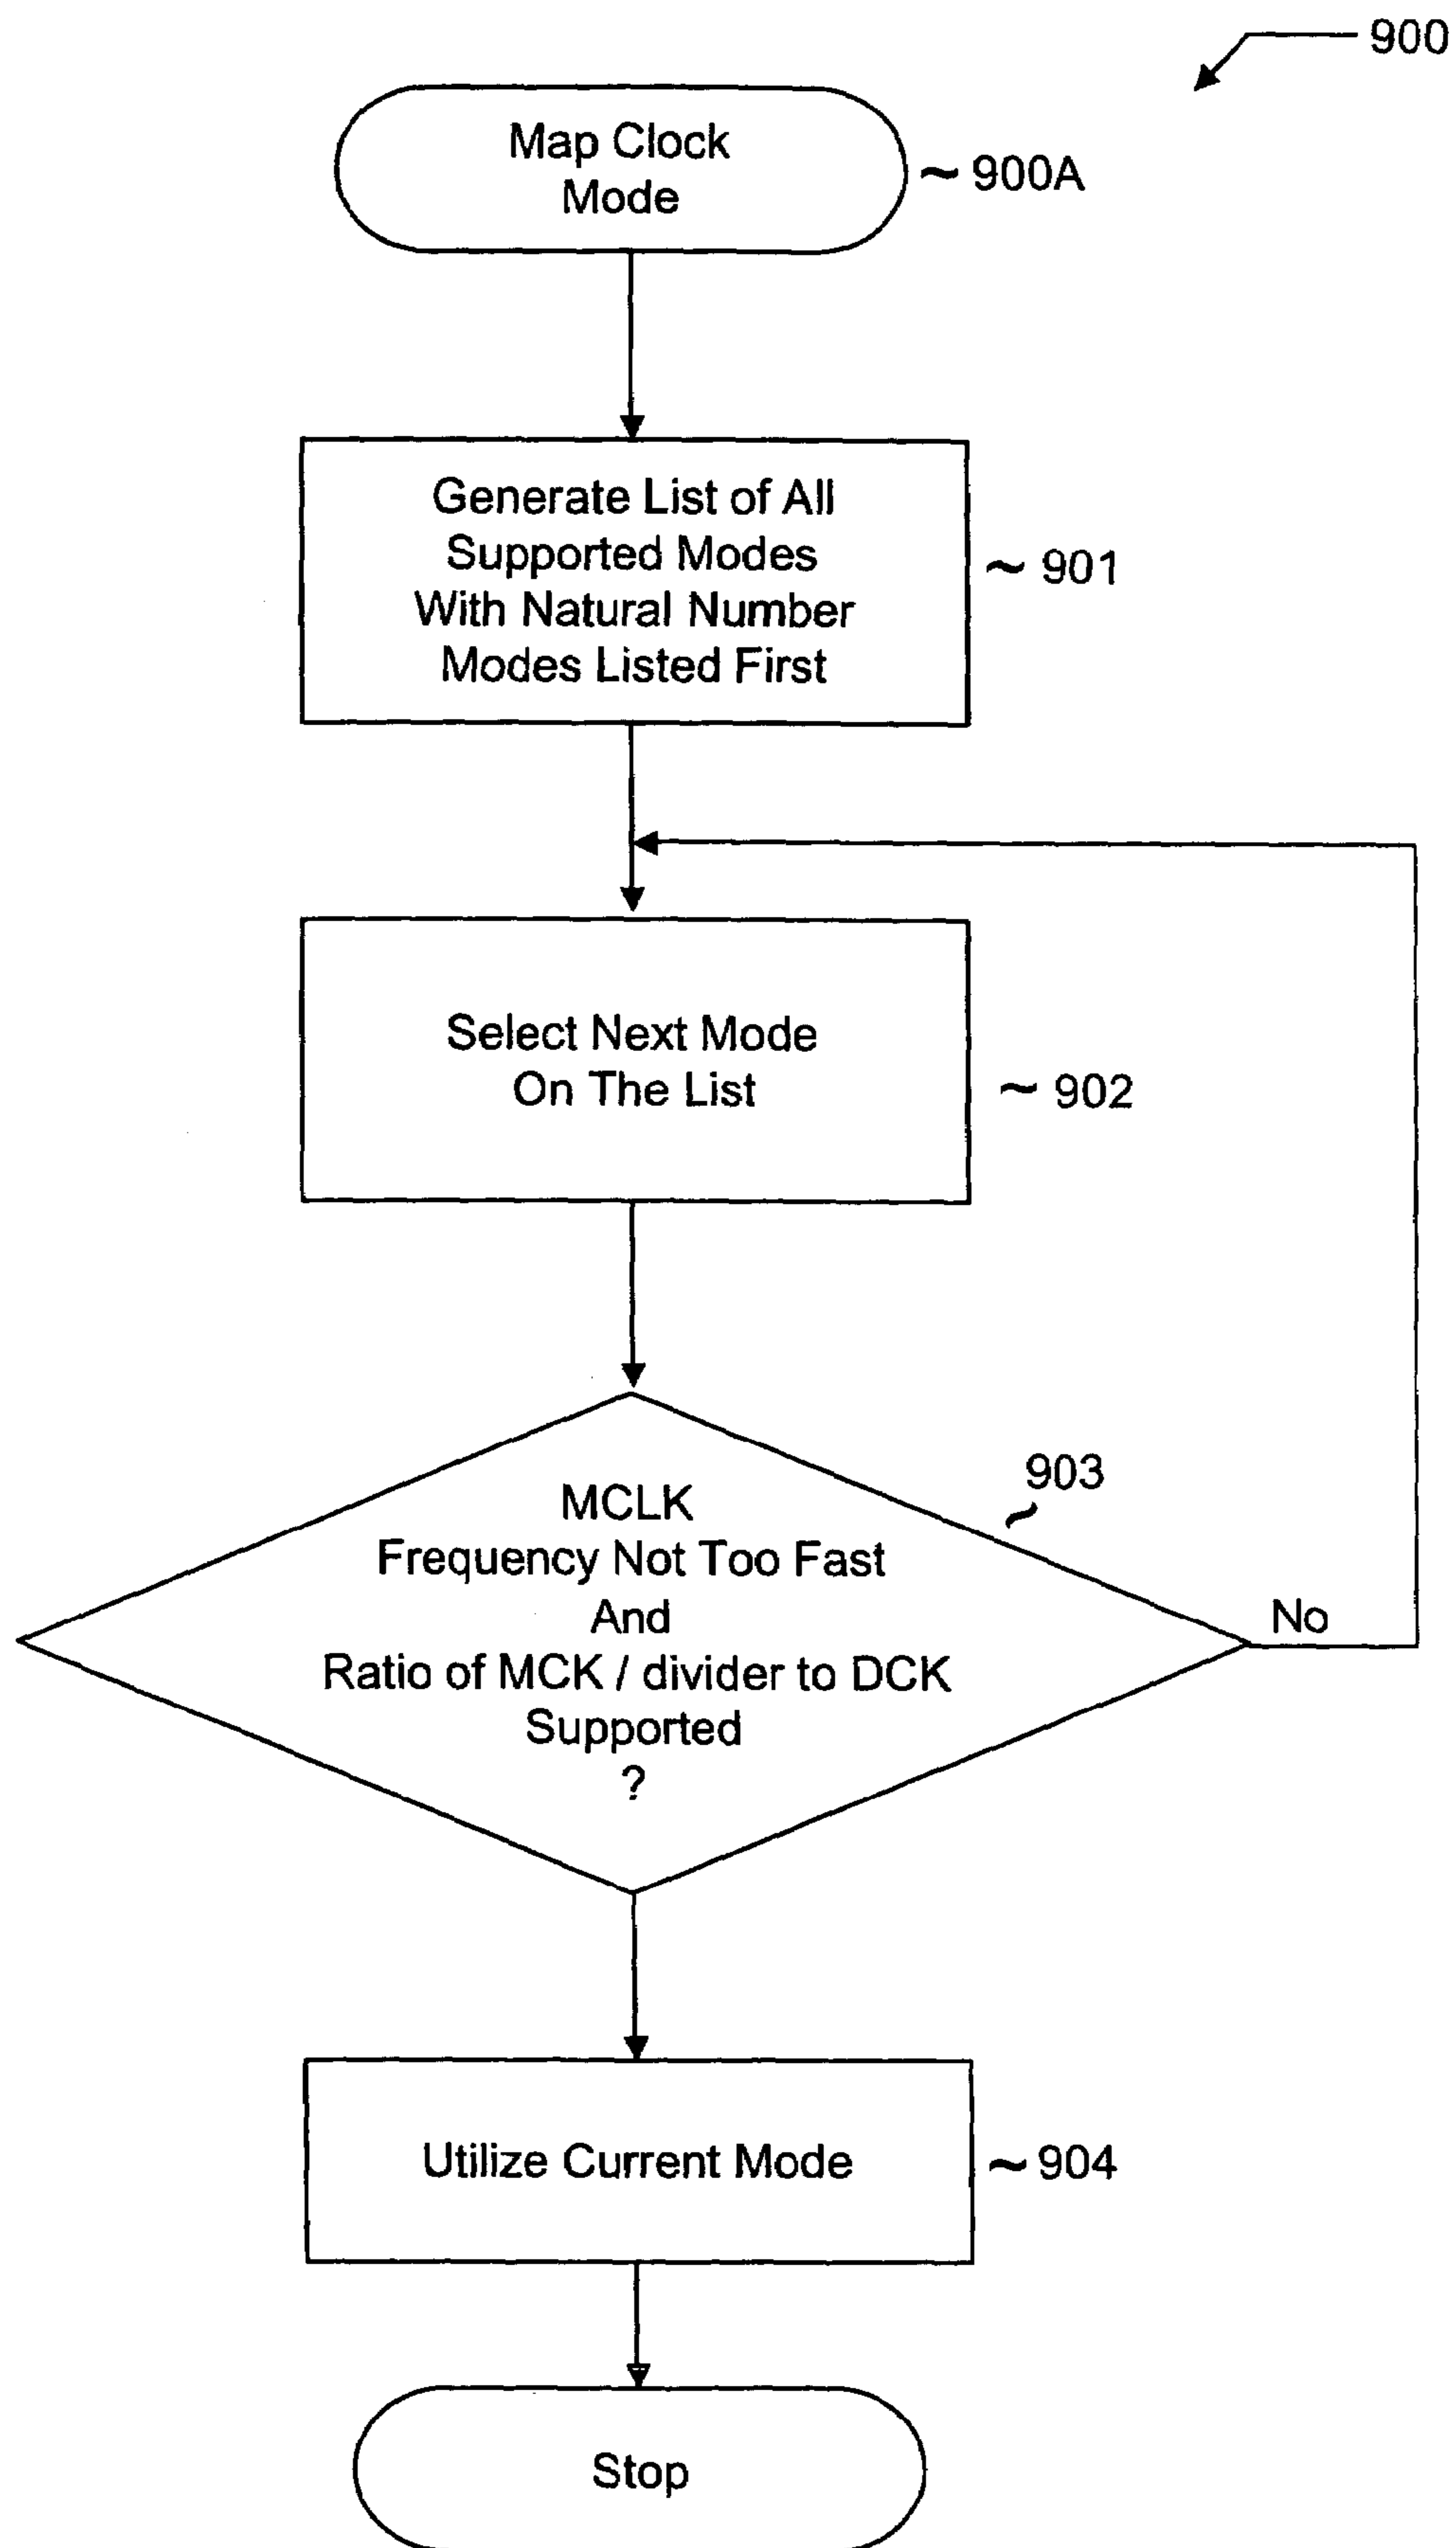 900
Map Clock
Mode
~ 900A
Generate List of All
Supported Modes
With Natural Number
Modes Listed First
~ 901
Select Next Mode
On The List
~ 902
903
~
MCLK
Frequency Not Too Fast
And
Ratio of MCK / divider to DCK
Supported
?
No
Utilize Current Mode
~ 904
Stop